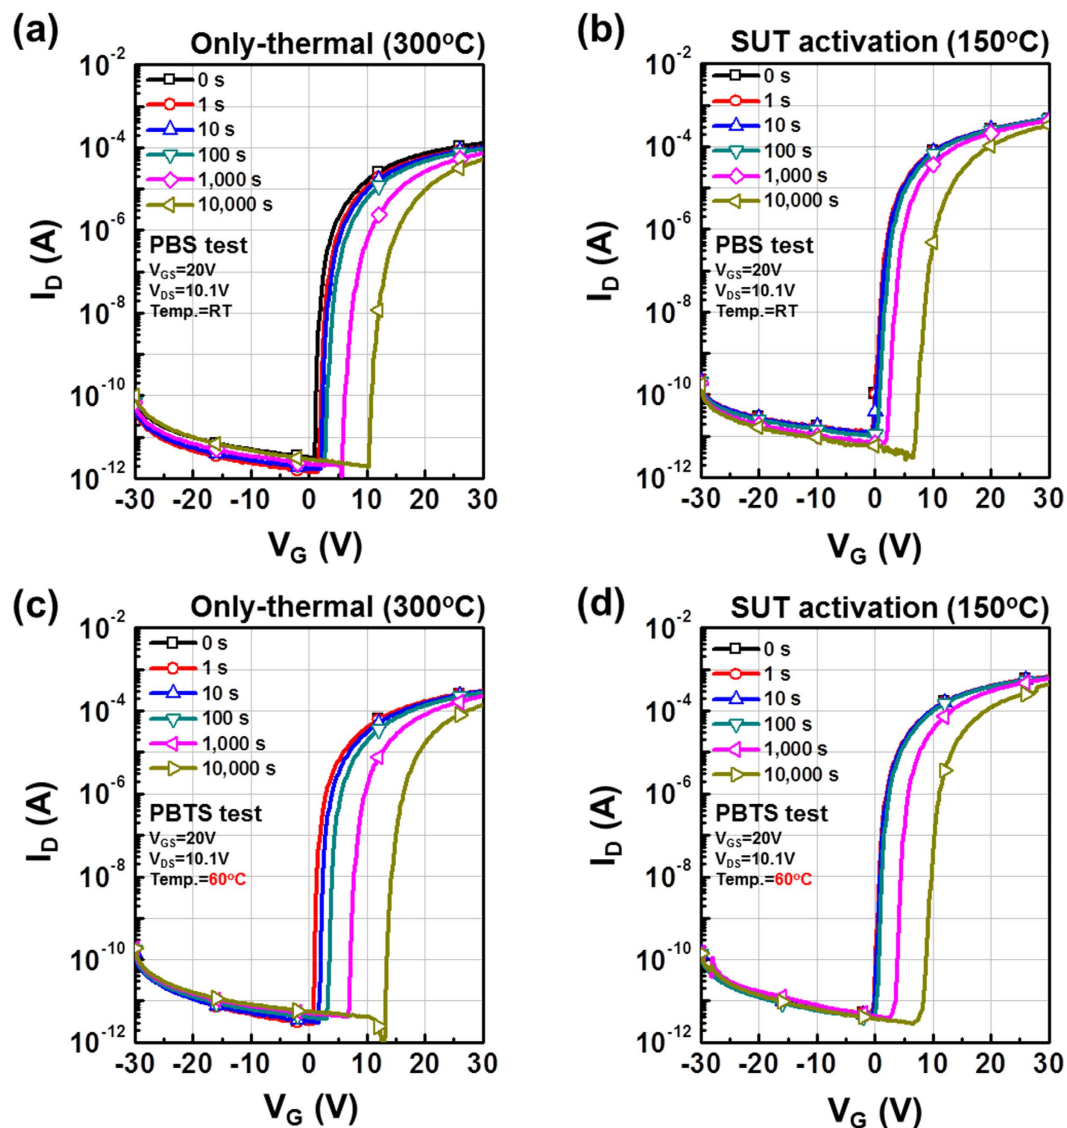 (a)
Only-thermal (300°C)
10⁻²
10⁻⁴
10⁻⁶
10⁻⁸
10⁻¹⁰
10⁻¹²
I_D (A)
0 s
1 s
10 s
100 s
1,000 s
10,000 s
PBS test
V_GS=20V
V_DS=10.1V
Temp.=RT
-30 -20 -10 0 10 20 30
V_G (V)
(b)
SUT activation (150°C)
10⁻²
10⁻⁴
10⁻⁶
10⁻⁸
10⁻¹⁰
10⁻¹²
I_D (A)
0 s
1 s
10 s
100 s
1,000 s
10,000 s
PBS test
V_GS=20V
V_DS=10.1V
Temp.=RT
-30 -20 -10 0 10 20 30
V_G (V)
(c)
Only-thermal (300°C)
10⁻²
10⁻⁴
10⁻⁶
10⁻⁸
10⁻¹⁰
10⁻¹²
I_D (A)
0 s
1 s
10 s
100 s
1,000 s
10,000 s
PBTS test
V_GS=20V
V_DS=10.1V
Temp.=60°C
-30 -20 -10 0 10 20 30
V_G (V)
(d)
SUT activation (150°C)
10⁻²
10⁻⁴
10⁻⁶
10⁻⁸
10⁻¹⁰
10⁻¹²
I_D (A)
0 s
1 s
10 s
100 s
1,000 s
10,000 s
PBTS test
V_GS=20V
V_DS=10.1V
Temp.=60°C
-30 -20 -10 0 10 20 30
V_G (V)